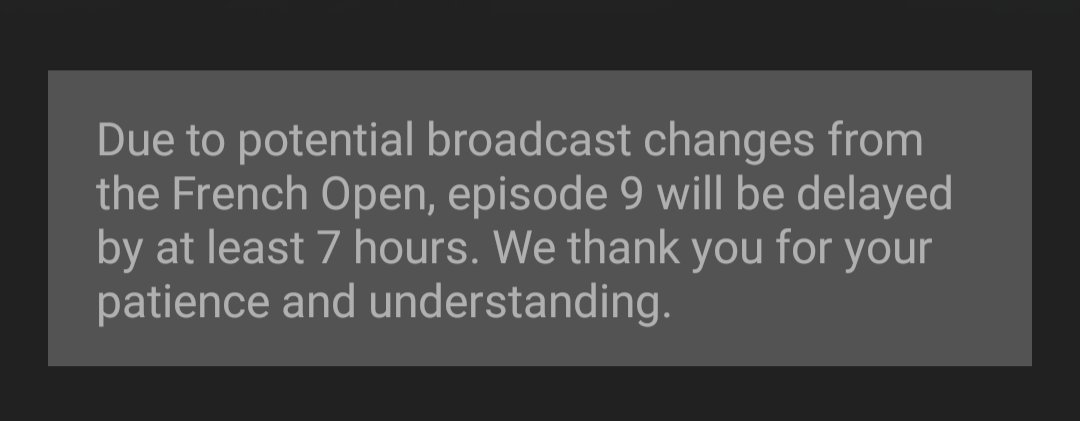 Due to potential broadcast changes from
the French Open, episode 9 will be delayed
by at least 7 hours. We thank you for your
patience and understanding.